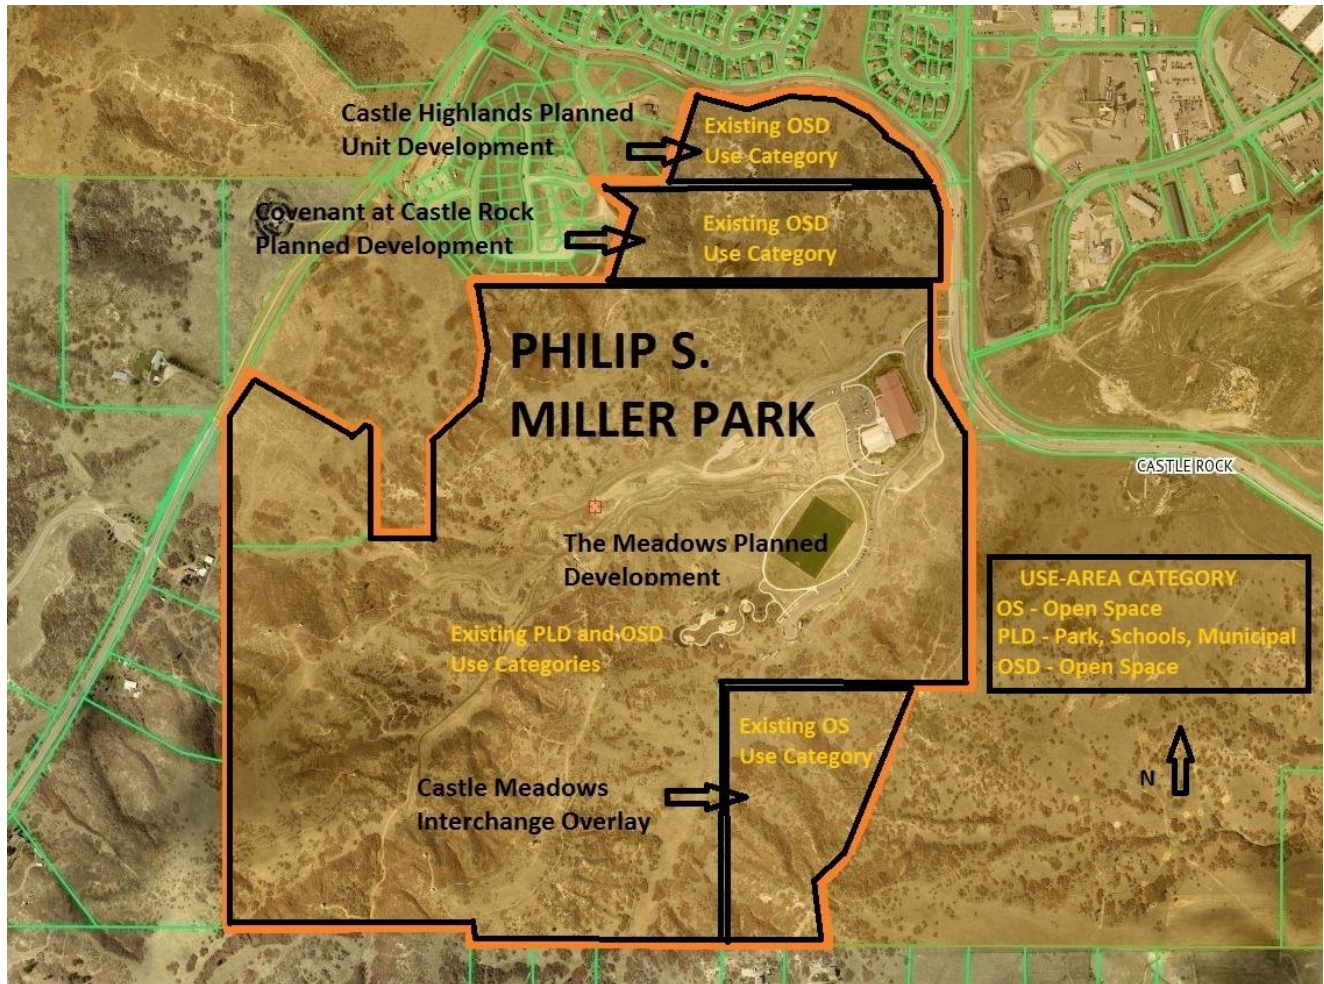 Castle Highlands Planned
Unit Development
Existing OSD
Use Category
Covenant at Castle Rock
Planned Development
Existing OSD
Use Category
PHILIP S.
MILLER PARK
CASTLE ROCK
The Meadows Planned
Development
USE-AREA CATEGORY
OS - Open Space
PLD - Park, Schools, Municipal
OSD - Open Space
Existing PLD and OSD
Use Categories
Existing OS
Use Category
Castle Meadows
Interchange Overlay
N